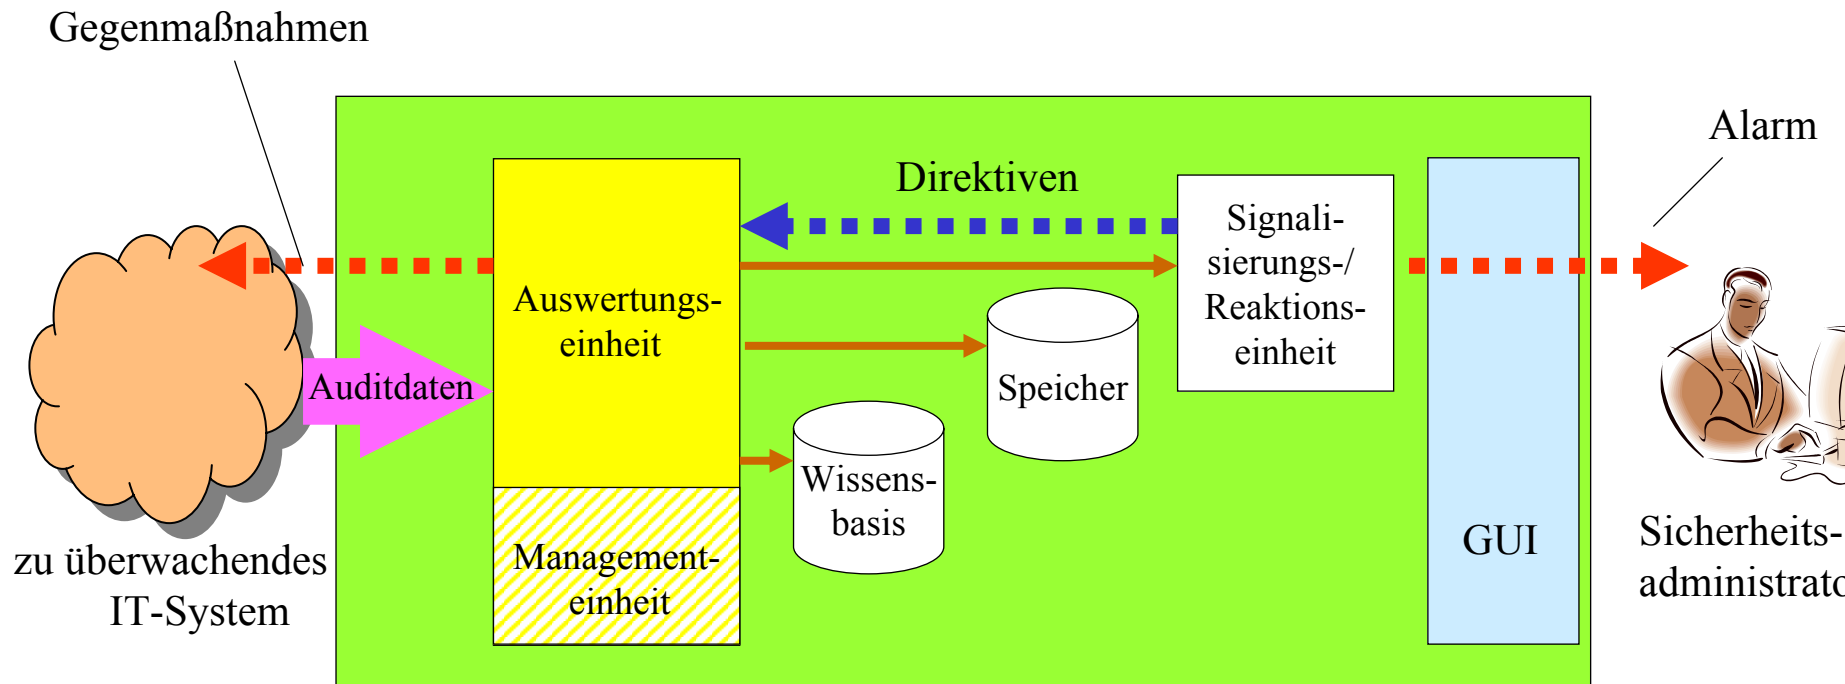 Gegenmaßnahmen
Alarm
Direktiven
Signali-
sierungs-/
Reaktions-
einheit
Auswertungs-
einheit
Auditdaten
Speicher
Wissens-
basis
Management-
einheit
GUI
zu überwachendes
IT-System
Sicherheits-
administrato